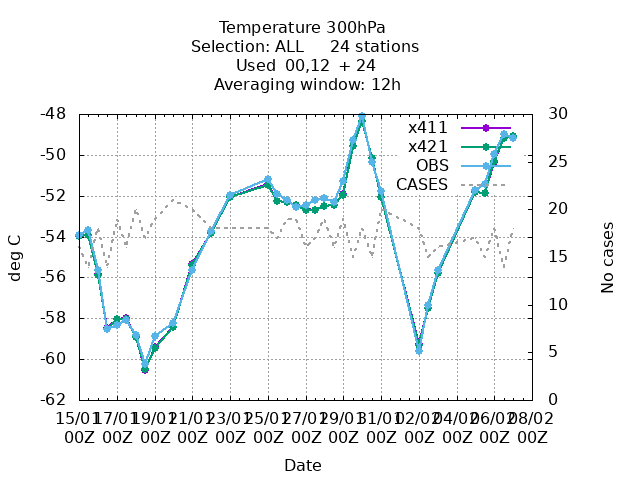 Temperature 300hPa
Selection: ALL     24 stations
Used  00,12  + 24
Averaging window: 12h
-48
-50
-52
-54
-56
-58
-60
-62
30
25
20
15
10
5
0
x411
x421
OBS
CASES
deg C
No cases
15/01 17/01 19/01 21/01 23/01 25/01 27/01 29/01 31/01 02/02 04/02 06/02 08/02
00Z 00Z 00Z 00Z 00Z 00Z 00Z 00Z 00Z 00Z 00Z 00Z 00Z
Date